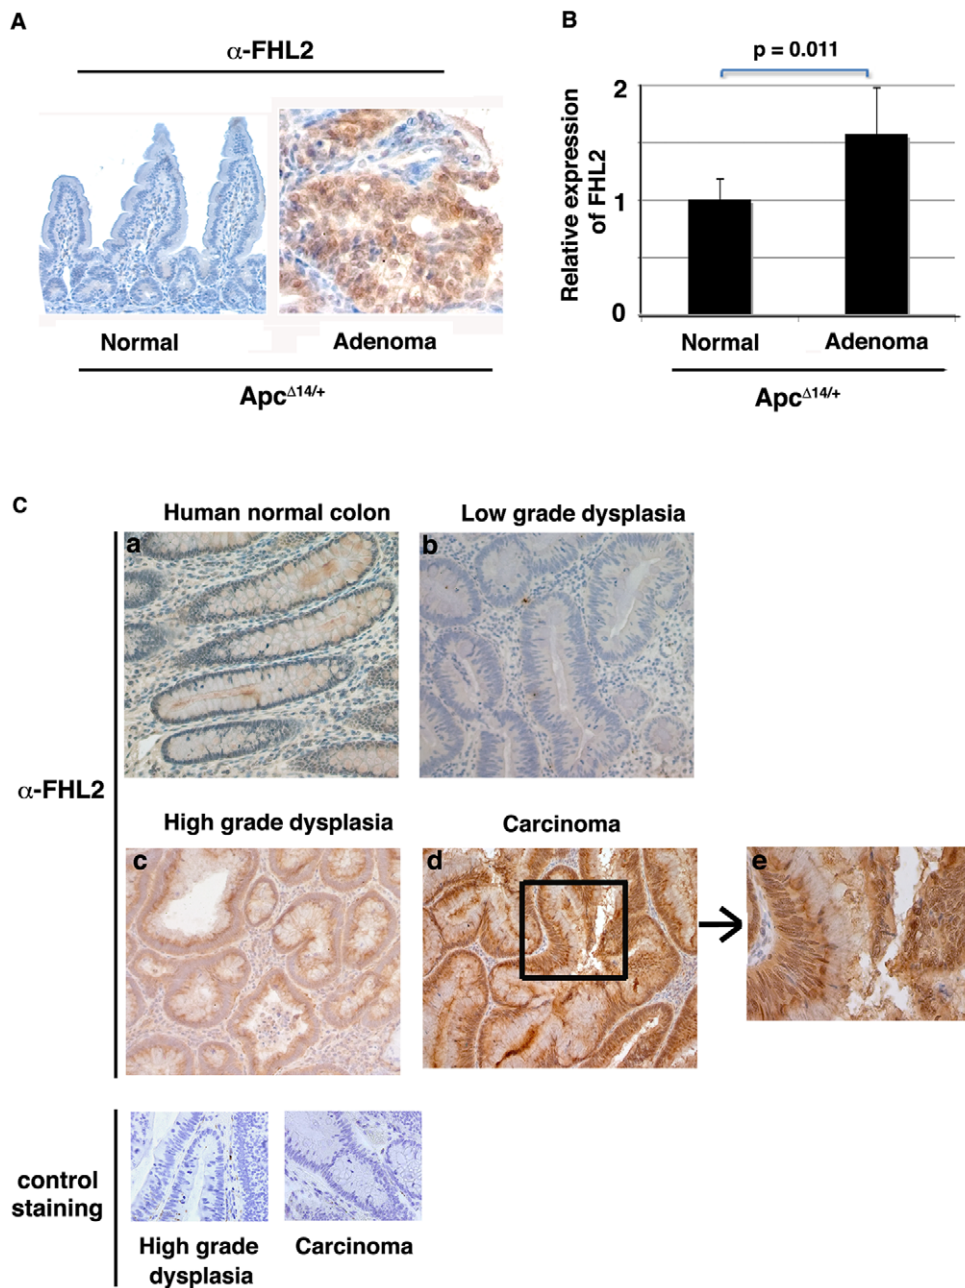 A
α-FHL2
Normal
Adenoma
Apc^Δ14/+
B
p = 0.011
Relative expression
of FHL2
2
1
0
Normal
Adenoma
Apc^Δ14/+
C
Human normal colon
Low grade dysplasia
a
b
α-FHL2
High grade dysplasia
Carcinoma
c
d
e
control
staining
High grade
dysplasia
Carcinoma